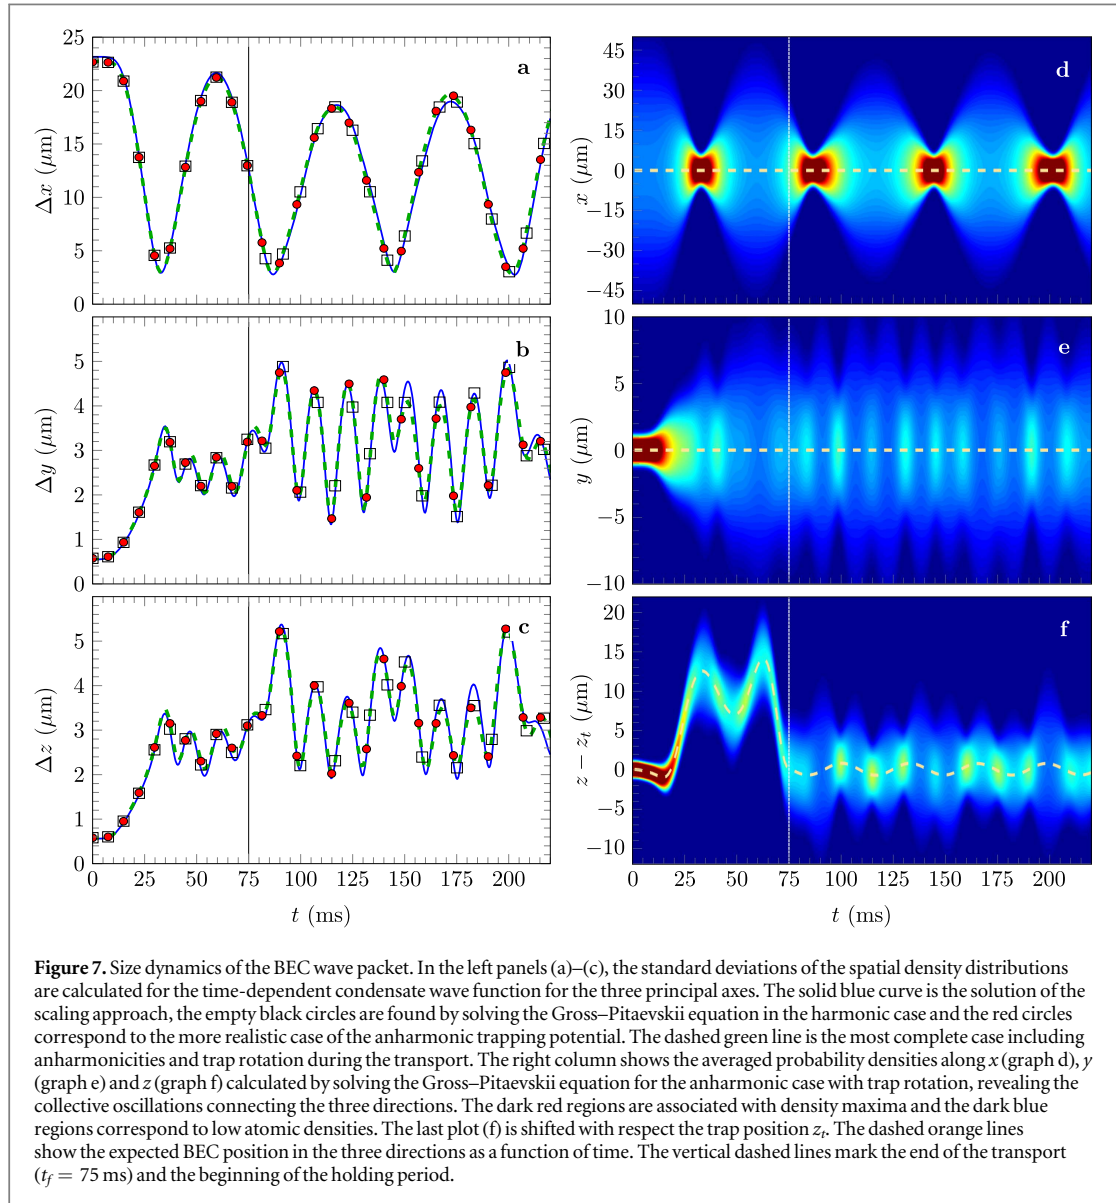 25
20
15
10
5
0
Δx (μm)
a
5
4
3
2
1
0
Δy (μm)
b
5
4
3
2
1
0
Δz (μm)
c
0 25 50 75 100 125 150 175 200
t (ms)
45
30
15
0
−15
−30
−45
x (μm)
d
10
5
0
−5
−10
y (μm)
e
20
15
10
5
0
−5
−10
z − zt (μm)
f
0 25 50 75 100 125 150 175 200
t (ms)
Figure 7. Size dynamics of the BEC wave packet. In the left panels (a)–(c), the standard deviations of the spatial density distributions
are calculated for the time-dependent condensate wave function for the three principal axes. The solid blue curve is the solution of the
scaling approach, the empty black circles are found by solving the Gross–Pitaevskii equation in the harmonic case and the red circles
correspond to the more realistic case of the anharmonic trapping potential. The dashed green line is the most complete case including
anharmonicities and trap rotation during the transport. The right column shows the averaged probability densities along x (graph d), y
(graph e) and z (graph f) calculated by solving the Gross–Pitaevskii equation for the anharmonic case with trap rotation, revealing the
collective oscillations connecting the three directions. The dark red regions are associated with density maxima and the dark blue
regions correspond to low atomic densities. The last plot (f) is shifted with respect the trap position zt. The dashed orange lines
show the expected BEC position in the three directions as a function of time. The vertical dashed lines mark the end of the transport
(tf = 75 ms) and the beginning of the holding period.